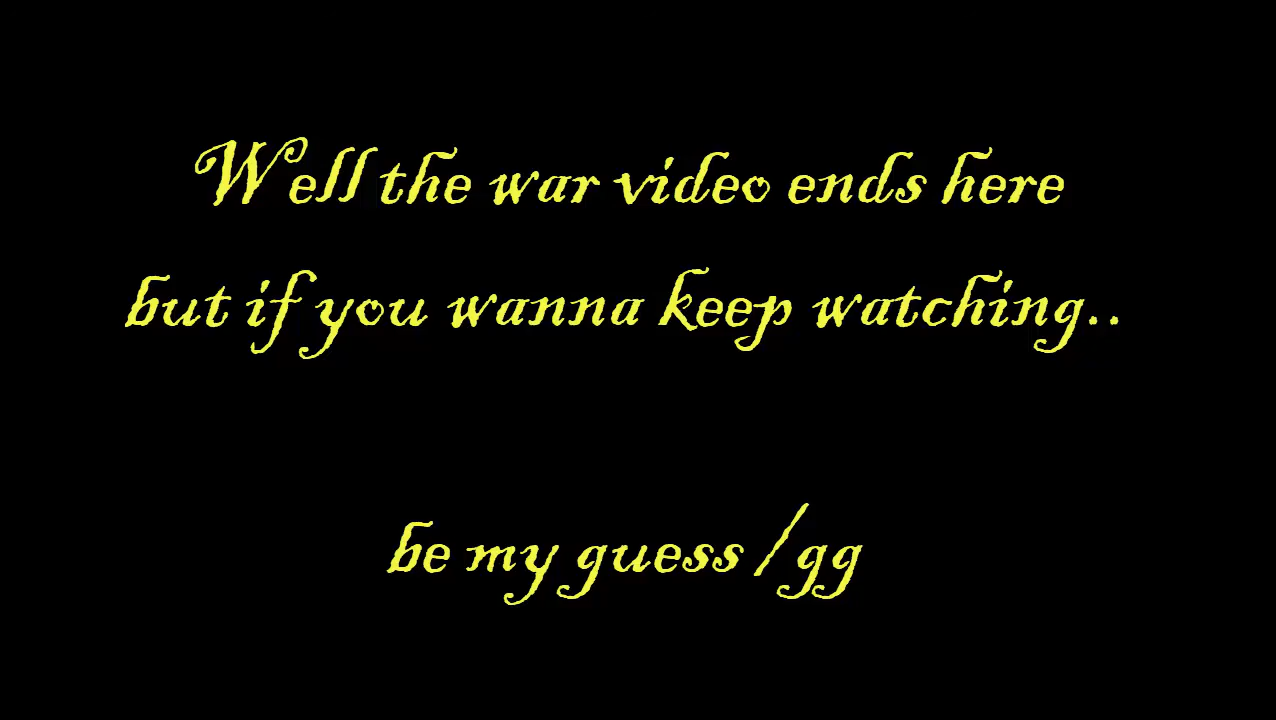 Well the war video ends here
but if you wanna keep watching..
be my guess /gg